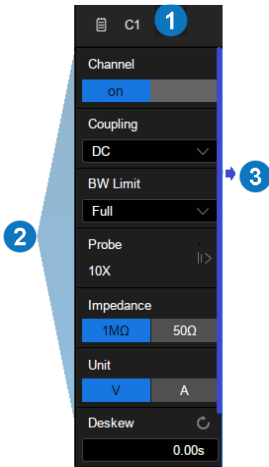 C1 1
Channel
on
Coupling
DC
BW Limit
Full
3
2
Probe
10X
Impedance
1MΩ 50Ω
Unit
V A
Deskew
0.00s